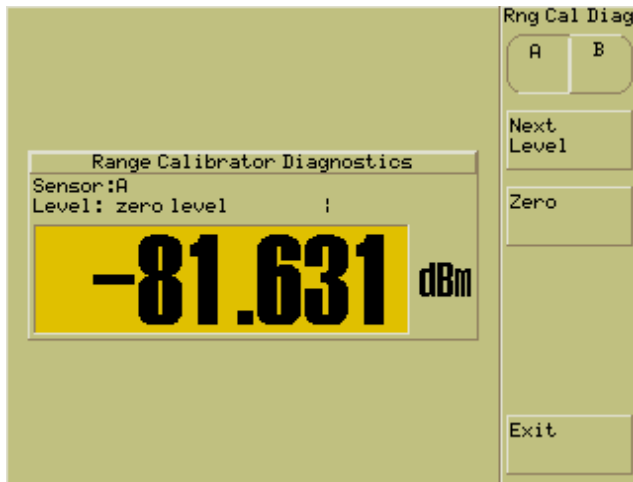 Rng Cal Diag
A B
Next
Level
Range Calibrator Diagnostics
Sensor:A
Level: zero level ¦
Zero
-81.631 dBm
Exit